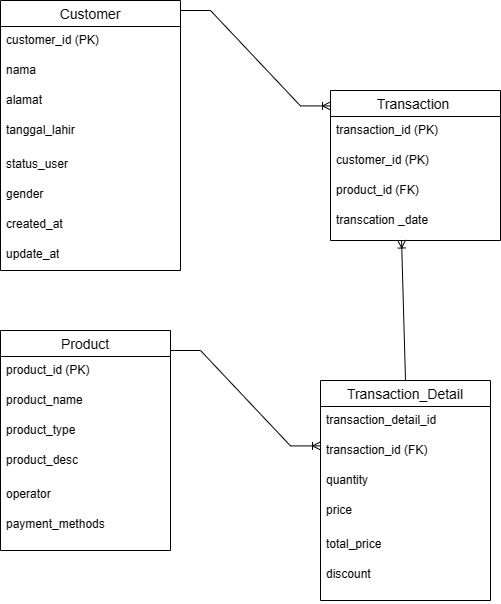 Customer
customer_id (PK)
nama
alamat
tanggal_lahir
status_user
gender
created_at
update_at
Transaction
transaction_id (PK)
customer_id (PK)
product_id (FK)
transcation _date
Product
product_id (PK)
product_name
product_type
product_desc
operator
payment_methods
Transaction_Detail
transaction_detail_id
transaction_id (FK)
quantity
price
total_price
discount